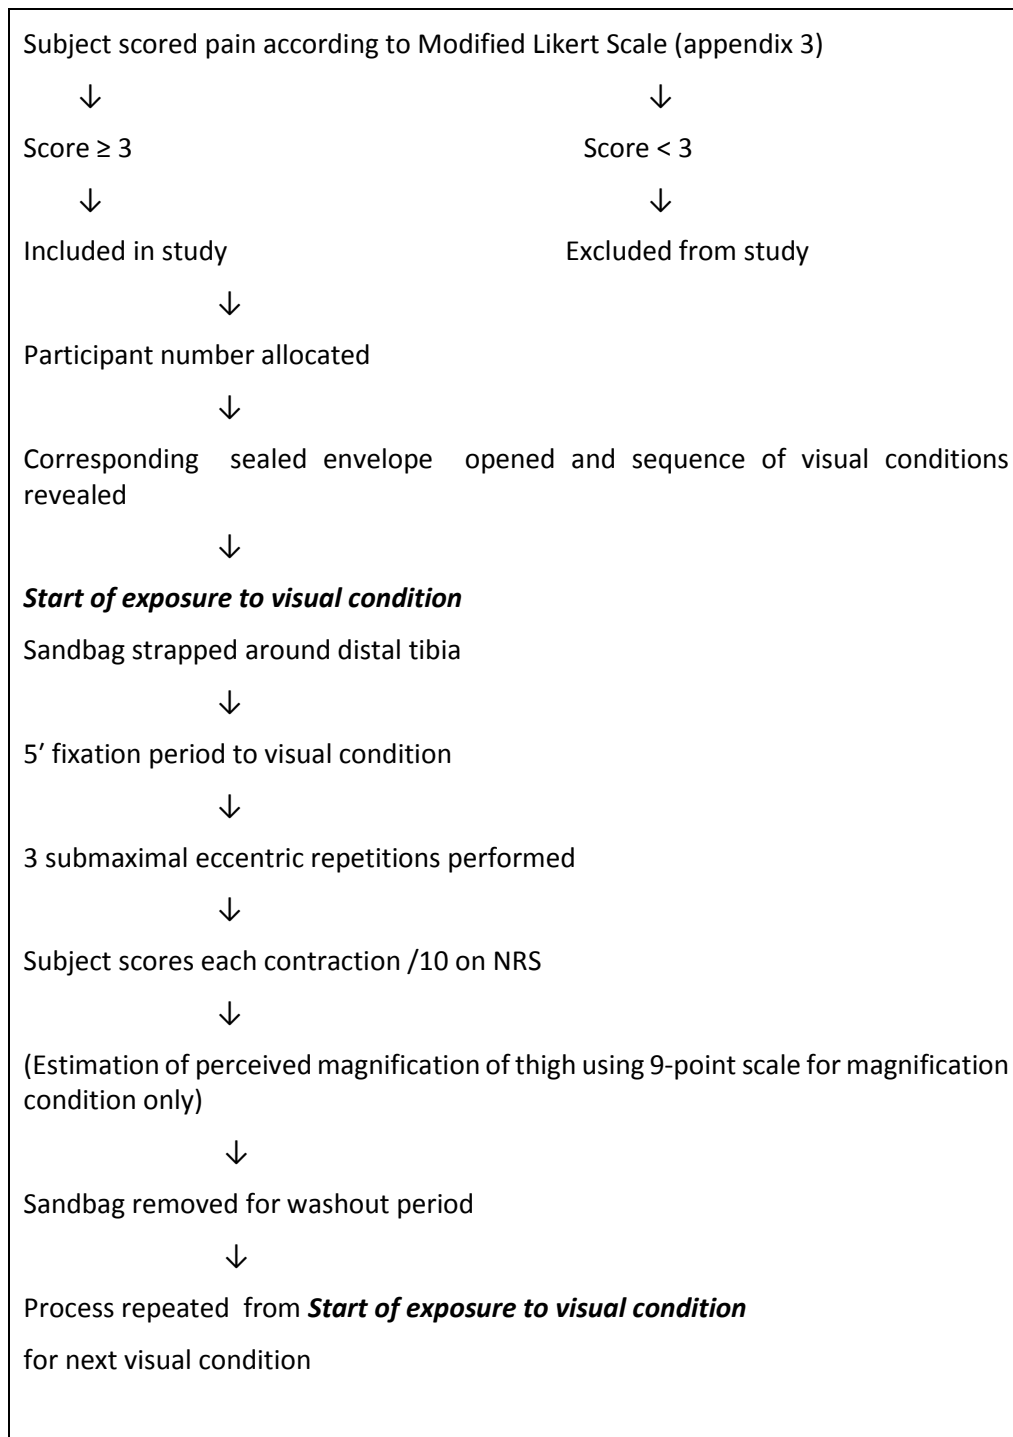 Subject scored pain according to Modified Likert Scale (appendix 3)
↓ ↓
Score ≥ 3 Score < 3
↓ ↓
Included in study Excluded from study
↓
Participant number allocated
↓
Corresponding sealed envelope opened and sequence of visual conditions
revealed
↓
Start of exposure to visual condition
Sandbag strapped around distal tibia
↓
5’ fixation period to visual condition
↓
3 submaximal eccentric repetitions performed
↓
Subject scores each contraction /10 on NRS
↓
(Estimation of perceived magnification of thigh using 9-point scale for magnification
condition only)
↓
Sandbag removed for washout period
↓
Process repeated from Start of exposure to visual condition
for next visual condition